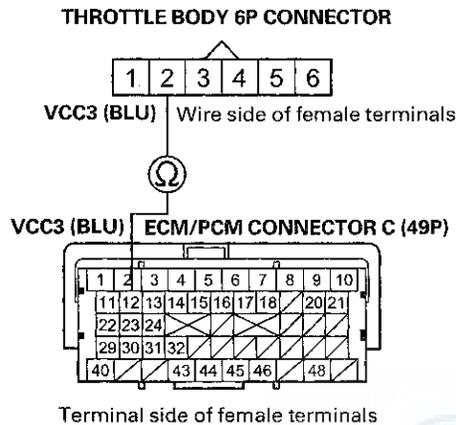 THROTTLE BODY 6P CONNECTOR
1 2 3 4 5 6
VCC3 (BLU) Wire side of female terminals
Ω
VCC3 (BLU) ECM/PCM CONNECTOR C (49P)
1 2 3 4 5 6 7 8 9 10
11 12 13 14 15 16 17 18 20 21
22 23 24
29 30 31 32
40 43 44 45 46 48
Terminal side of female terminals